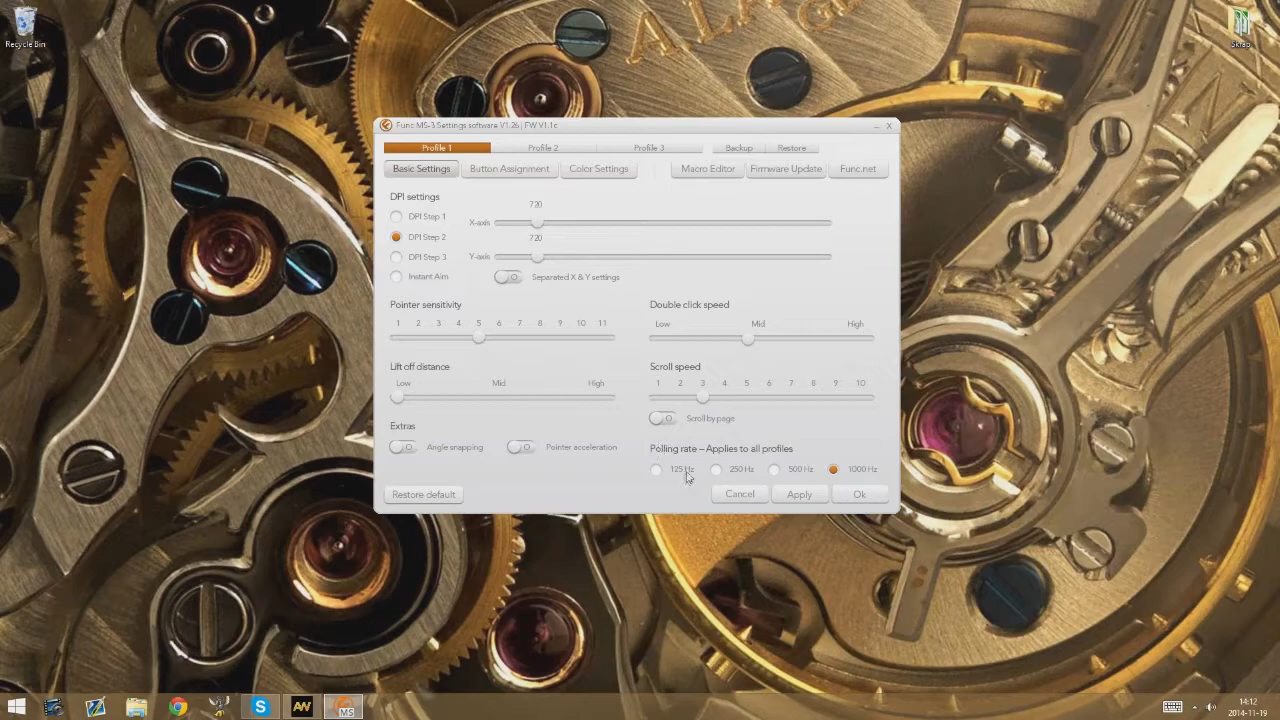 ALA
GL
Recycle Bin
Skrap
Func MS-3 Settings software V1.26 | FW V1.1c
Profile 1 Profile 2 Profile 3 Backup Restore
Basic Settings Button Assignment Color Settings Macro Editor Firmware Update Func.net
DPI settings
720
DPI Step 1
X-axis
DPI Step 2
720
DPI Step 3
Y-axis
Instant Aim
Separated X & Y settings
Pointer sensitivity
1 2 3 4 5 6 7 8 9 10 11
Double click speed
Low Mid High
Lift off distance
Low Mid High
Scroll speed
1 2 3 4 5 6 7 8 9 10
Scroll by page
Extras
Angle snapping Pointer acceleration
Polling rate – Applies to all profiles
125 Hz 250 Hz 500 Hz 1000 Hz
Restore default Cancel Apply Ok
S
AW
MS
14:12
2014-11-19